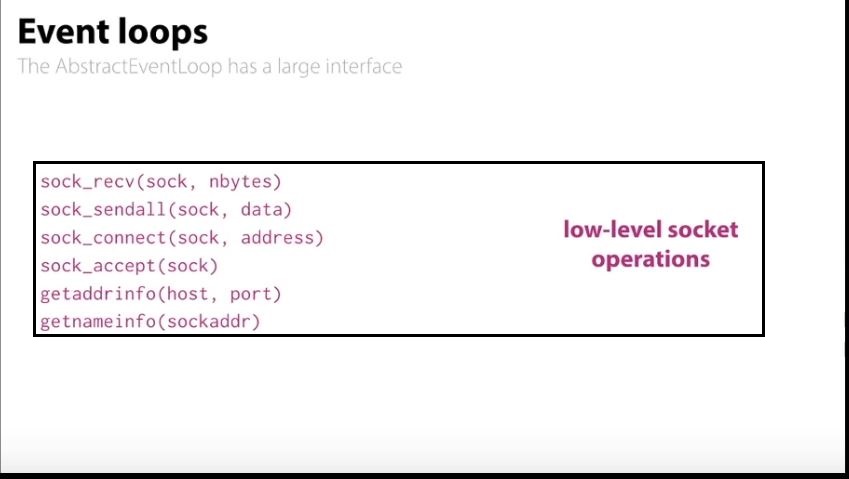 Event loops
The AbstractEventLoop has a large interface
sock_recv(sock, nbytes)
sock_sendall(sock, data)
sock_connect(sock, address)
sock_accept(sock)
getaddrinfo(host, port)
getnameinfo(sockaddr)
low-level socket
operations